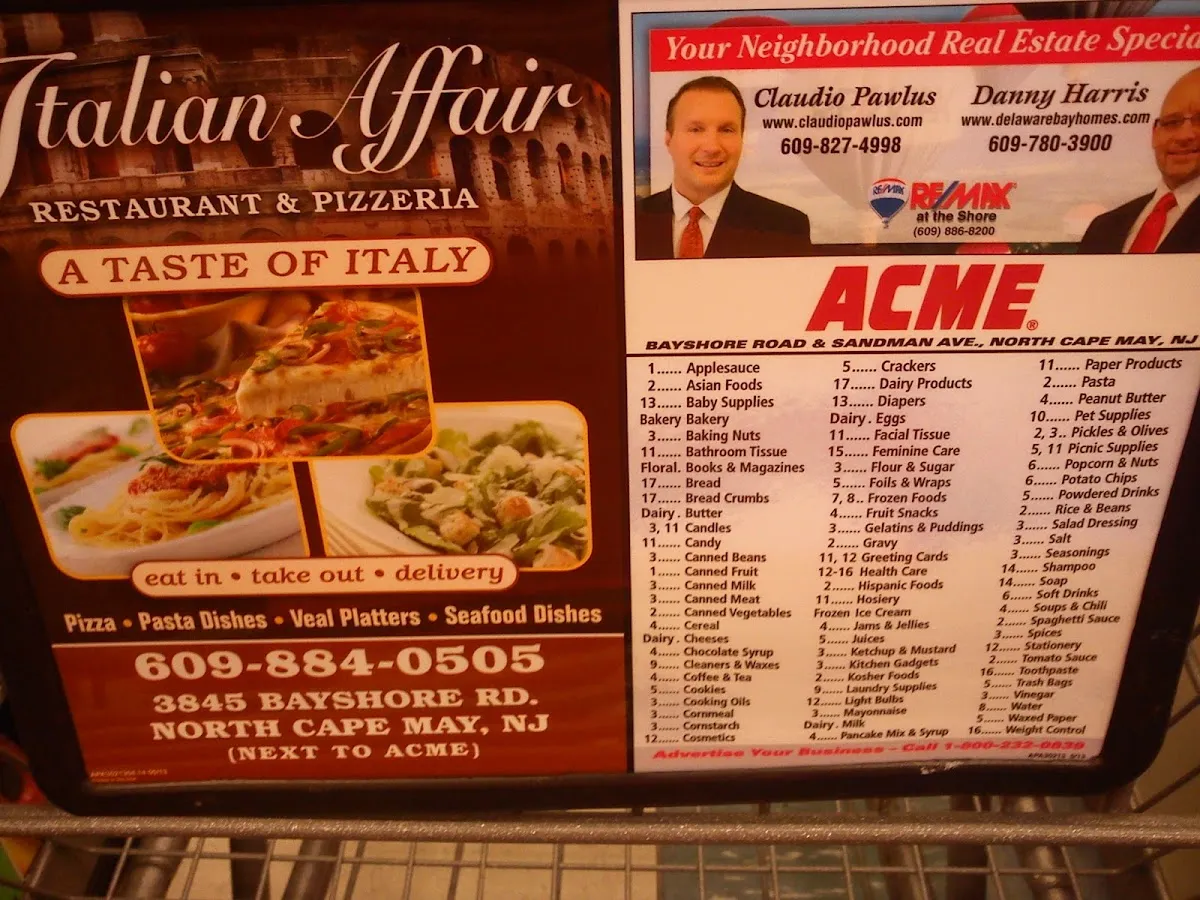 Italian Affair
RESTAURANT & PIZZERIA
A TASTE OF ITALY
eat in • take out • delivery
Pizza • Pasta Dishes • Veal Platters • Seafood Dishes
609-884-0505
3845 BAYSHORE RD.
NORTH CAPE MAY, NJ
(NEXT TO ACME)
Your Neighborhood Real Estate Specia
Claudio Pawlus
www.claudiopawlus.com
609-827-4998
Danny Harris
www.delawarebayhomes.com
609-780-3900
RE/MAX
RE/MAX
at the Shore
(609) 886-8200
ACME®
BAYSHORE ROAD & SANDMAN AVE., NORTH CAPE MAY, NJ
1...... Applesauce
2...... Asian Foods
13...... Baby Supplies
Bakery Bakery
3...... Baking Nuts
11...... Bathroom Tissue
Floral. Books & Magazines
17...... Bread
17...... Bread Crumbs
Dairy. Butter
3, 11 Candles
11...... Candy
3...... Canned Beans
1...... Canned Fruit
3...... Canned Milk
3...... Canned Meat
2...... Canned Vegetables
4...... Cereal
Dairy. Cheeses
4...... Chocolate Syrup
9...... Cleaners & Waxes
4...... Coffee & Tea
5...... Cookies
3...... Cooking Oils
3...... Cornmeal
3...... Cornstarch
12...... Cosmetics
5...... Crackers
17...... Dairy Products
13...... Diapers
Dairy. Eggs
11...... Facial Tissue
15...... Feminine Care
3...... Flour & Sugar
5...... Foils & Wraps
7, 8.. Frozen Foods
4...... Fruit Snacks
3...... Gelatins & Puddings
2...... Gravy
11, 12 Greeting Cards
12-16 Health Care
2...... Hispanic Foods
11...... Hosiery
Frozen Ice Cream
4...... Jams & Jellies
5...... Juices
3...... Ketchup & Mustard
3...... Kitchen Gadgets
2...... Kosher Foods
9...... Laundry Supplies
12...... Light Bulbs
3...... Mayonnaise
Dairy. Milk
4...... Pancake Mix & Syrup
11...... Paper Products
2...... Pasta
4...... Peanut Butter
10...... Pet Supplies
2, 3.. Pickles & Olives
5, 11 Picnic Supplies
6...... Popcorn & Nuts
6...... Potato Chips
5...... Powdered Drinks
2...... Rice & Beans
3...... Salad Dressing
3...... Salt
3...... Seasonings
14...... Shampoo
14...... Soap
6...... Soft Drinks
4...... Soups & Chili
2...... Spaghetti Sauce
3...... Spices
12...... Stationery
2...... Tomato Sauce
16...... Toothpaste
5...... Trash Bags
3...... Vinegar
8...... Water
5...... Waxed Paper
16...... Weight Control
Advertise Your Business - Call 1-800-232-0839